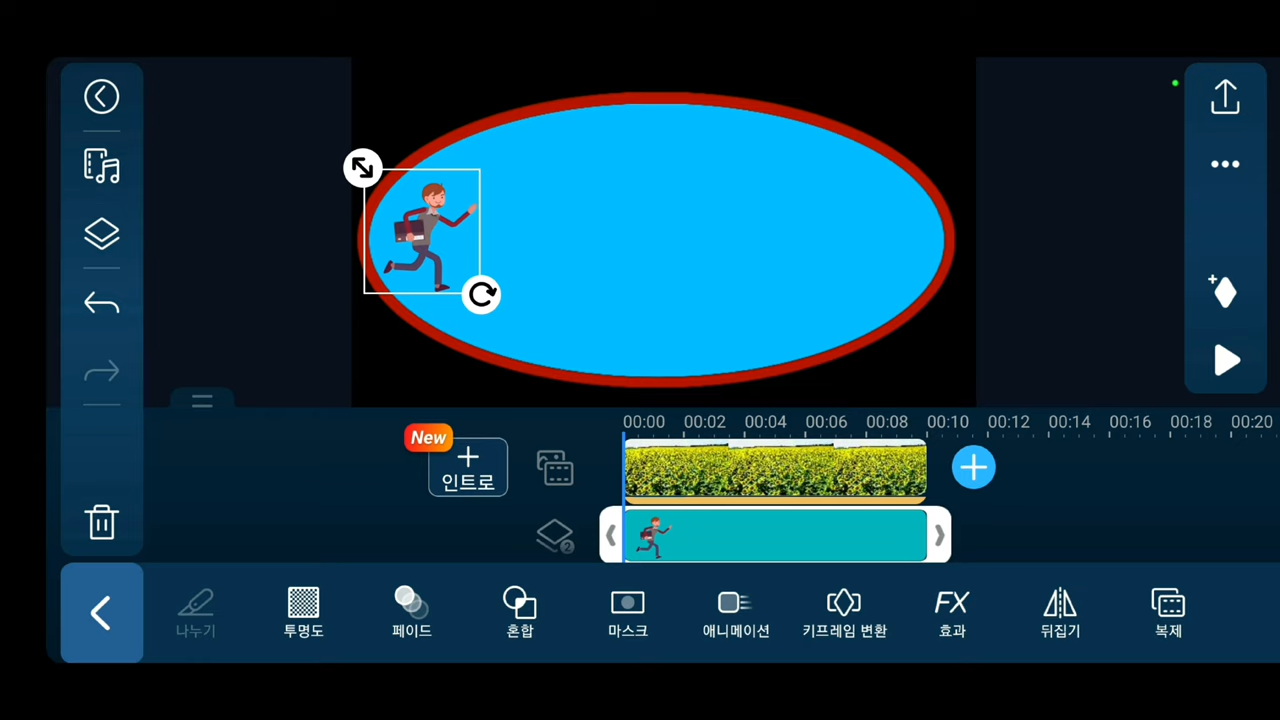 00:00 00:02 00:04 00:06 00:08 00:10 00:12 00:14 00:16 00:18 00:20
New
인트로
2
나누기 투명도 페이드 혼합 마스크 애니메이션 키프레임 변환 FX 효과 뒤집기 복제